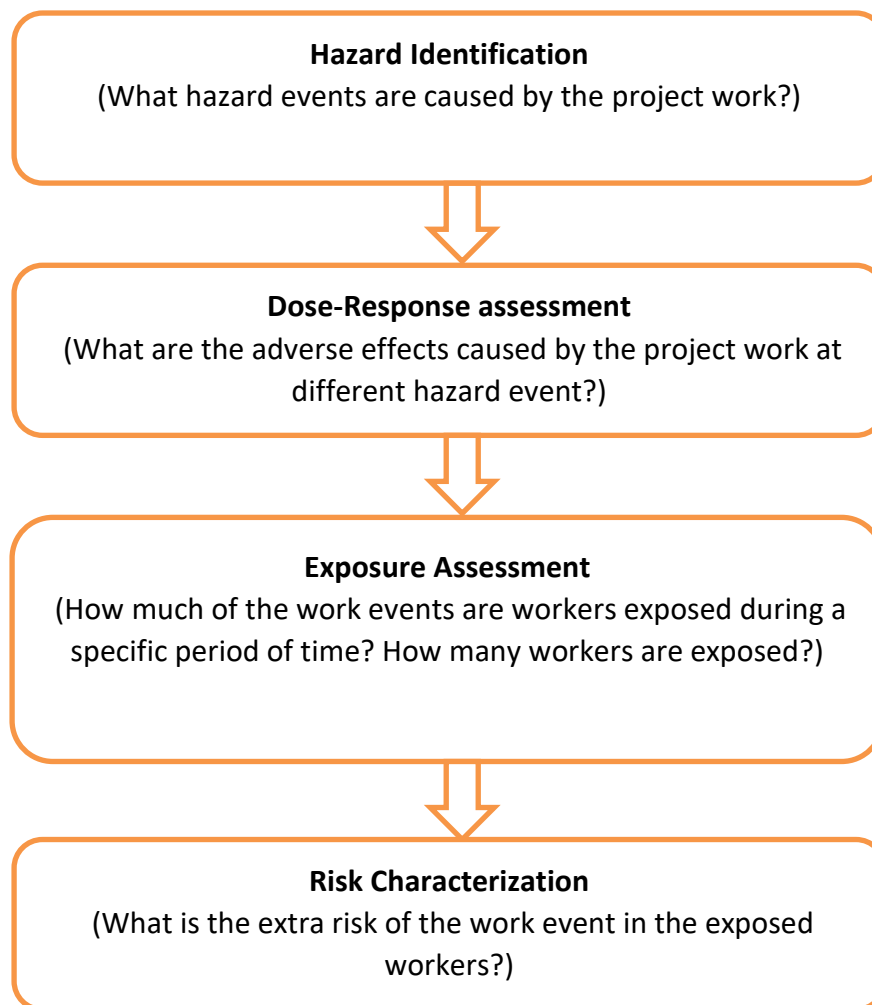 Hazard Identification
(What hazard events are caused by the project work?)
Dose-Response assessment
(What are the adverse effects caused by the project work at
different hazard event?)
Exposure Assessment
(How much of the work events are workers exposed during a
specific period of time? How many workers are exposed?)
Risk Characterization
(What is the extra risk of the work event in the exposed
workers?)